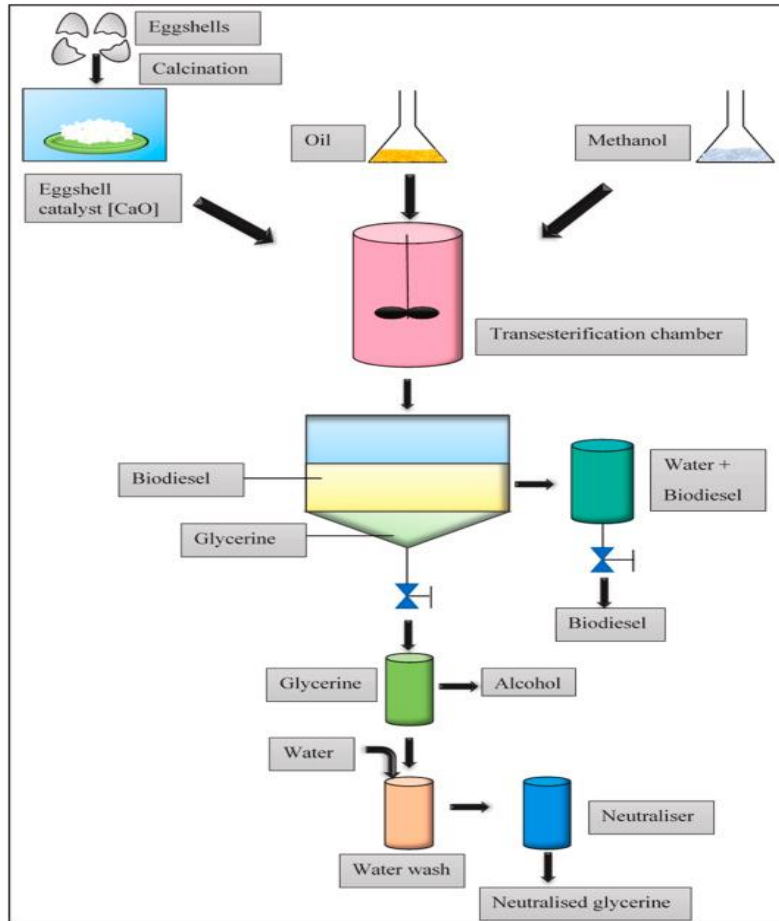 Eggshells
Calcination
Oil
Methanol
Eggshell
catalyst [CaO]
Transesterification chamber
Biodiesel
Water +
Biodiesel
Glycerine
Biodiesel
Glycerine
Alcohol
Water
Neutraliser
Water wash
Neutralised glycerine